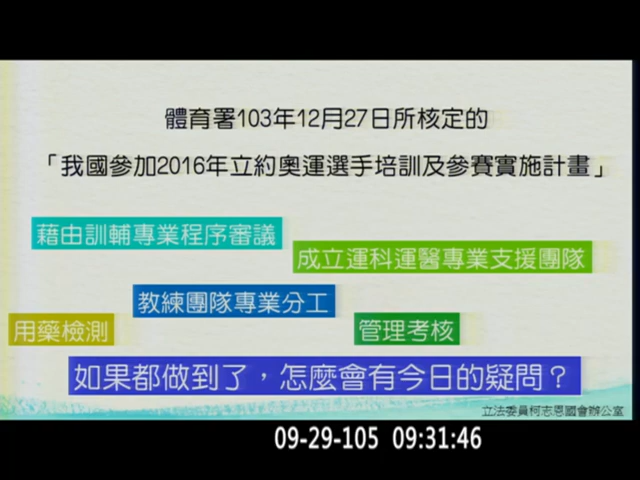 體育署103年12月27日所核定的
「我國參加2016年立約奧運選手培訓及參賽實施計畫」
藉由訓輔專業程序審議
成立運科運醫專業支援團隊
教練團隊專業分工
用藥檢測
管理考核
如果都做到了，怎麼會有今日的疑問？
立法委員柯志恩國會辦公室
09-29-105 09:31:46